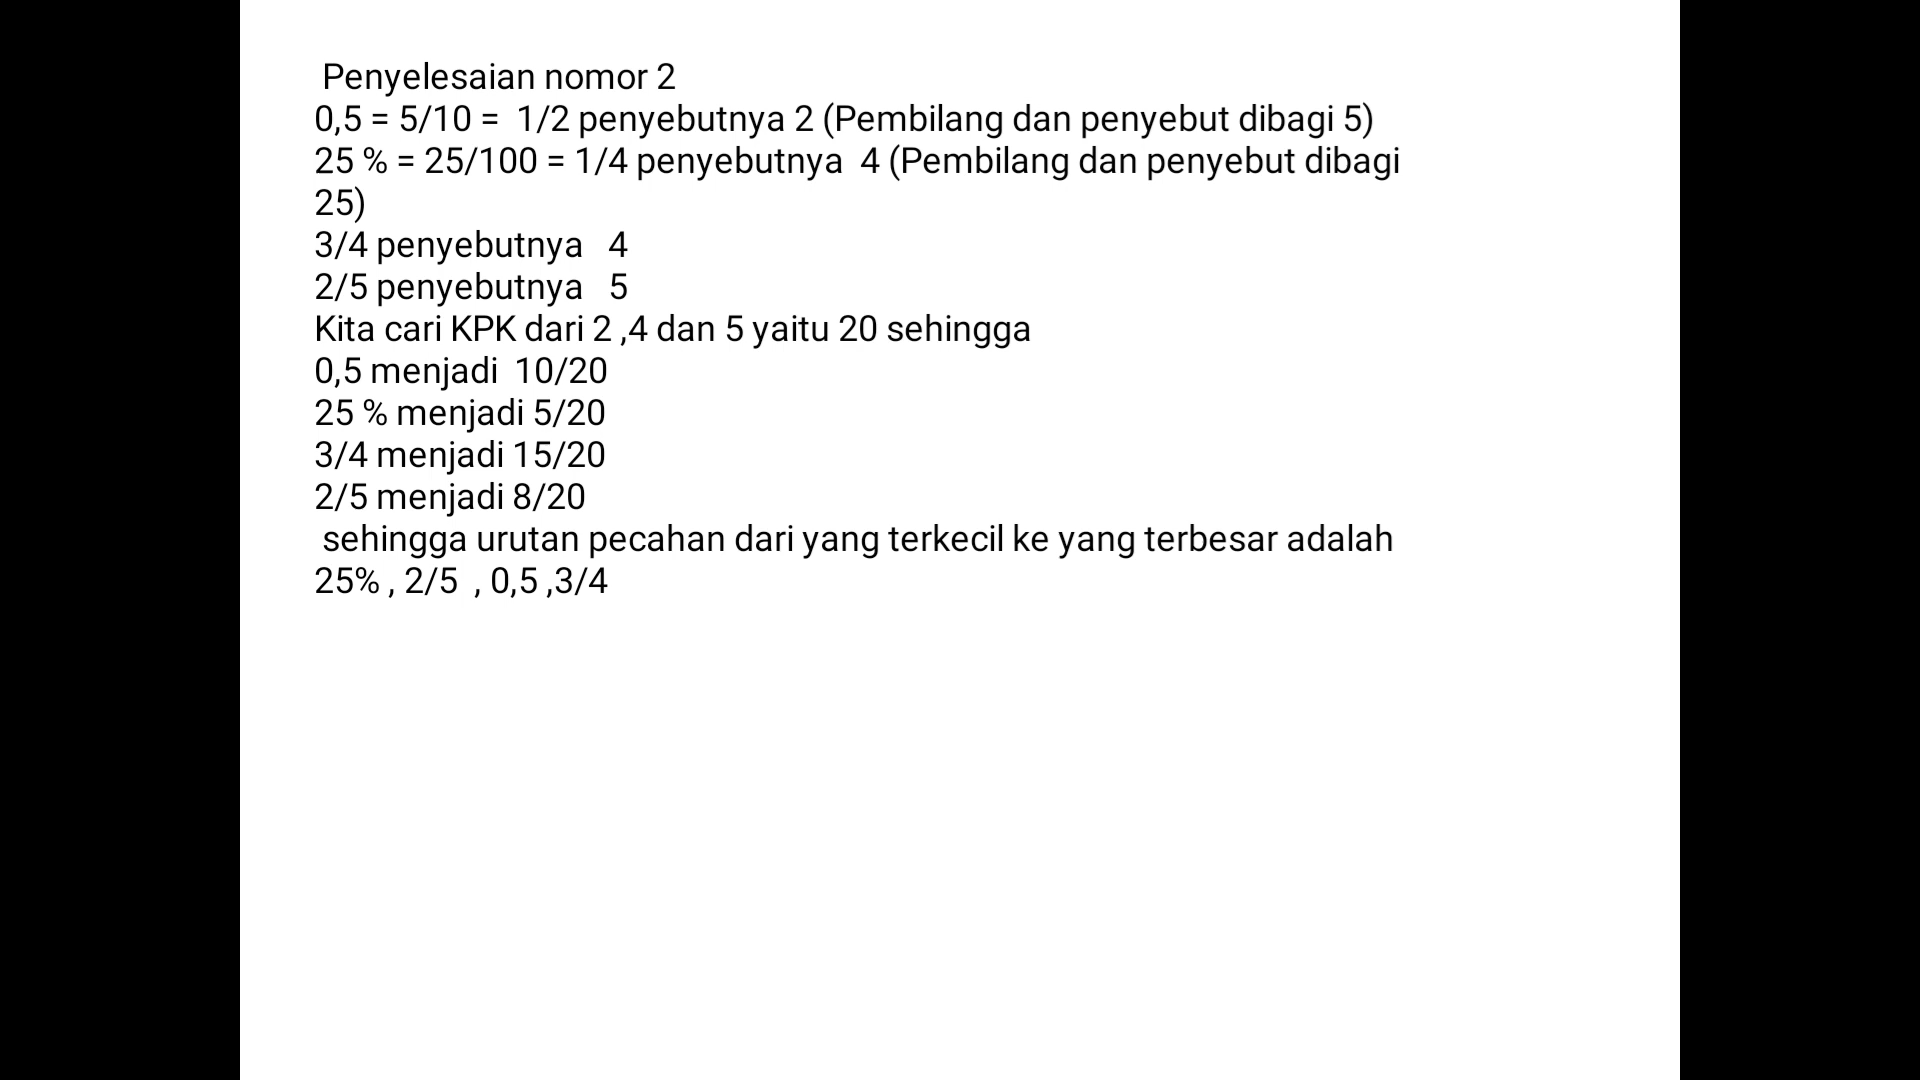 Penyelesaian nomor 2
0,5 = 5/10 =  1/2 penyebutnya 2 (Pembilang dan penyebut dibagi 5)
25 % = 25/100 = 1/4 penyebutnya  4 (Pembilang dan penyebut dibagi
25)
3/4 penyebutnya   4
2/5 penyebutnya   5
Kita cari KPK dari 2 ,4 dan 5 yaitu 20 sehingga
0,5 menjadi  10/20
25 % menjadi 5/20
3/4 menjadi 15/20
2/5 menjadi 8/20
sehingga urutan pecahan dari yang terkecil ke yang terbesar adalah
25% , 2/5  , 0,5 ,3/4